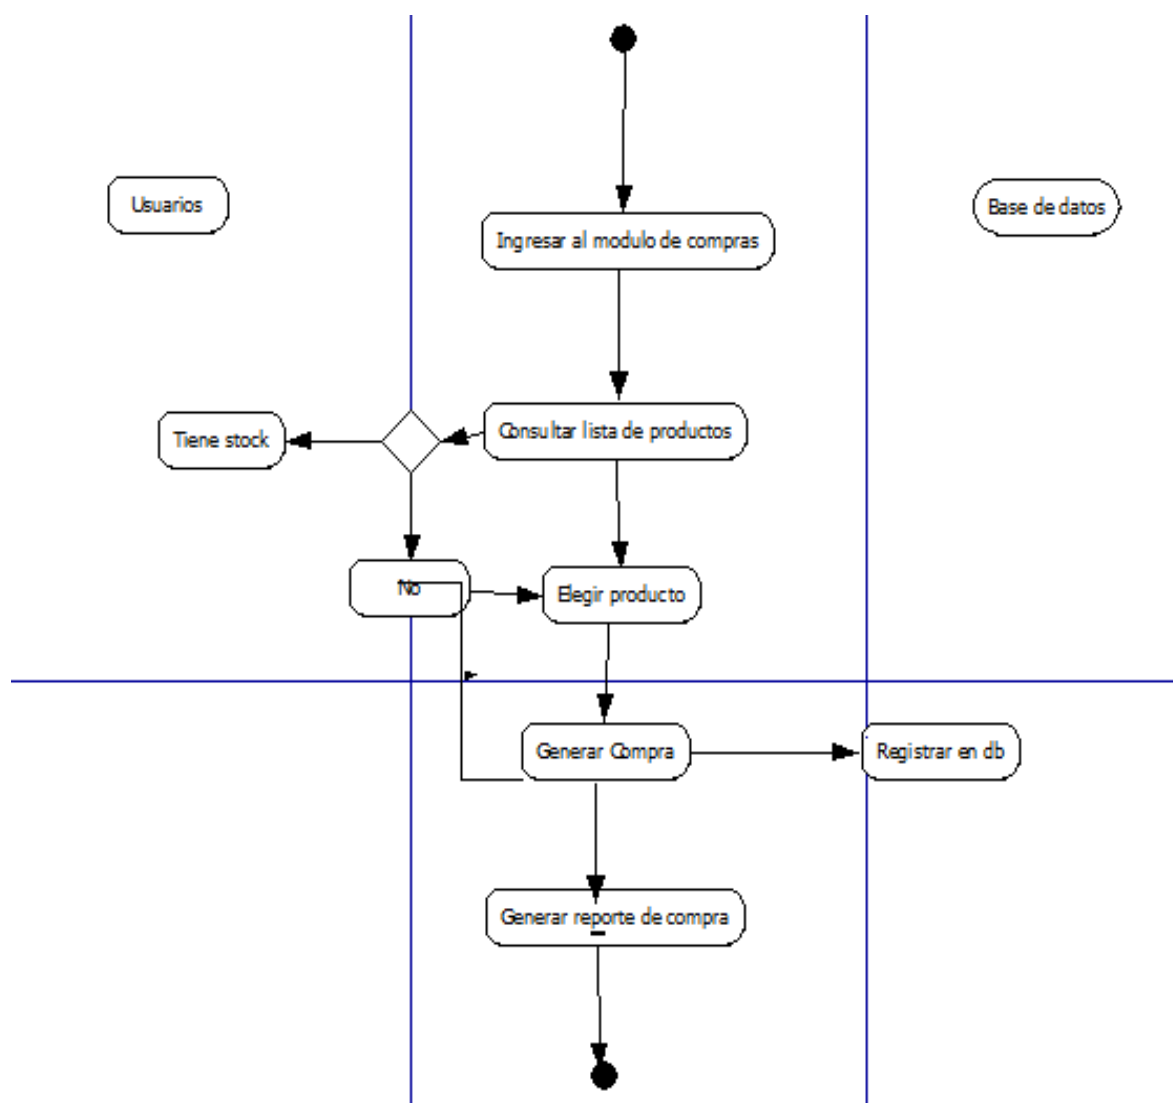 Usuarios
Base de datos
Ingresar al modulo de compras
Tiene stock
Consultar lista de productos
No
Elegir producto
Generar Compra
Registrar en db
Generar reporte de compra